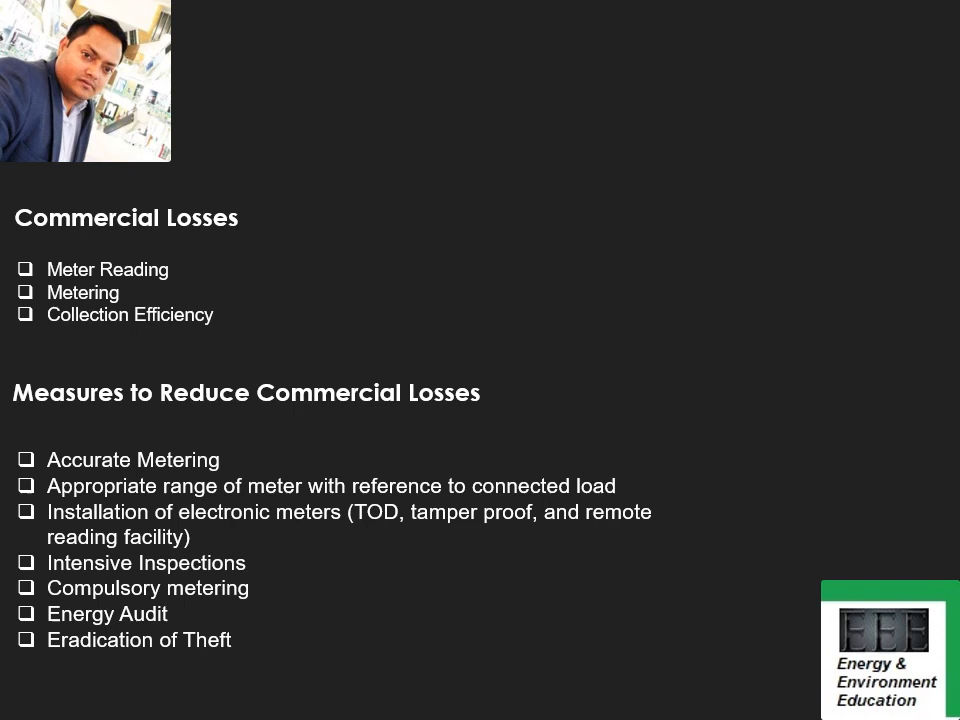 Commercial Losses
Meter Reading
Metering
Collection Efficiency
Measures to Reduce Commercial Losses
Accurate Metering
Appropriate range of meter with reference to connected load
Installation of electronic meters (TOD, tamper proof, and remote
reading facility)
Intensive Inspections
Compulsory metering
Energy Audit
Eradication of Theft
EEE
Energy &
Environment
Education